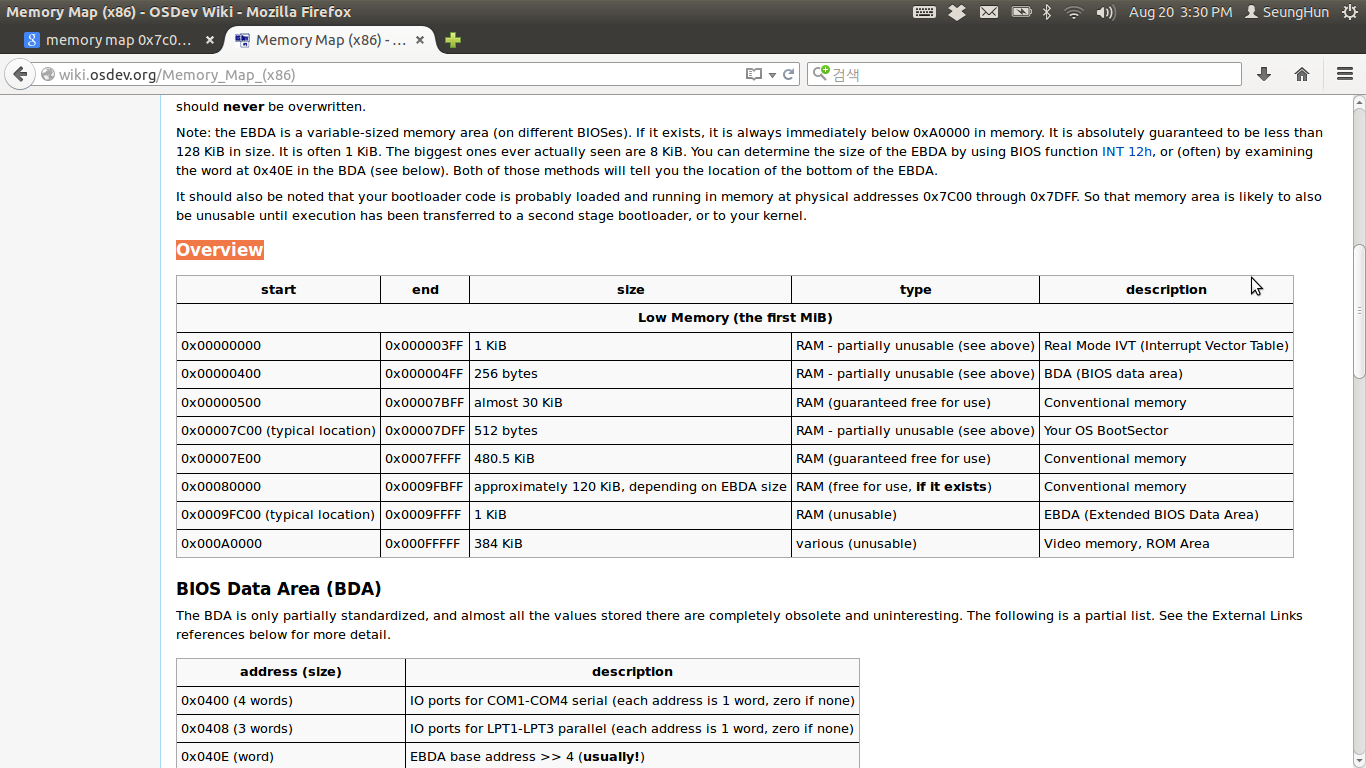 Memory Map (x86) - OSDev Wiki - Mozilla Firefox
Aug 20 3:30 PM SeungHun
memory map 0x7c0... Memory Map (x86) - ...
wiki.osdev.org/Memory_Map_(x86) 검색
should never be overwritten.
Note: the EBDA is a variable-sized memory area (on different BIOSes). If it exists, it is always immediately below 0xA0000 in memory. It is absolutely guaranteed to be less than
128 KiB in size. It is often 1 KiB. The biggest ones ever actually seen are 8 KiB. You can determine the size of the EBDA by using BIOS function INT 12h, or (often) by examining
the word at 0x40E in the BDA (see below). Both of those methods will tell you the location of the bottom of the EBDA.
It should also be noted that your bootloader code is probably loaded and running in memory at physical addresses 0x7C00 through 0x7DFF. So that memory area is likely to also
be unusable until execution has been transferred to a second stage bootloader, or to your kernel.
Overview
start end size type description
Low Memory (the first MiB)
0x00000000 0x000003FF 1 KiB RAM - partially unusable (see above) Real Mode IVT (Interrupt Vector Table)
0x00000400 0x000004FF 256 bytes RAM - partially unusable (see above) BDA (BIOS data area)
0x00000500 0x00007BFF almost 30 KiB RAM (guaranteed free for use) Conventional memory
0x00007C00 (typical location) 0x00007DFF 512 bytes RAM - partially unusable (see above) Your OS BootSector
0x00007E00 0x0007FFFF 480.5 KiB RAM (guaranteed free for use) Conventional memory
0x00080000 0x0009FBFF approximately 120 KiB, depending on EBDA size RAM (free for use, if it exists) Conventional memory
0x0009FC00 (typical location) 0x0009FFFF 1 KiB RAM (unusable) EBDA (Extended BIOS Data Area)
0x000A0000 0x000FFFFF 384 KiB various (unusable) Video memory, ROM Area
BIOS Data Area (BDA)
The BDA is only partially standardized, and almost all the values stored there are completely obsolete and uninteresting. The following is a partial list. See the External Links
references below for more detail.
address (size) description
0x0400 (4 words) IO ports for COM1-COM4 serial (each address is 1 word, zero if none)
0x0408 (3 words) IO ports for LPT1-LPT3 parallel (each address is 1 word, zero if none)
0x040E (word) EBDA base address >> 4 (usually!)